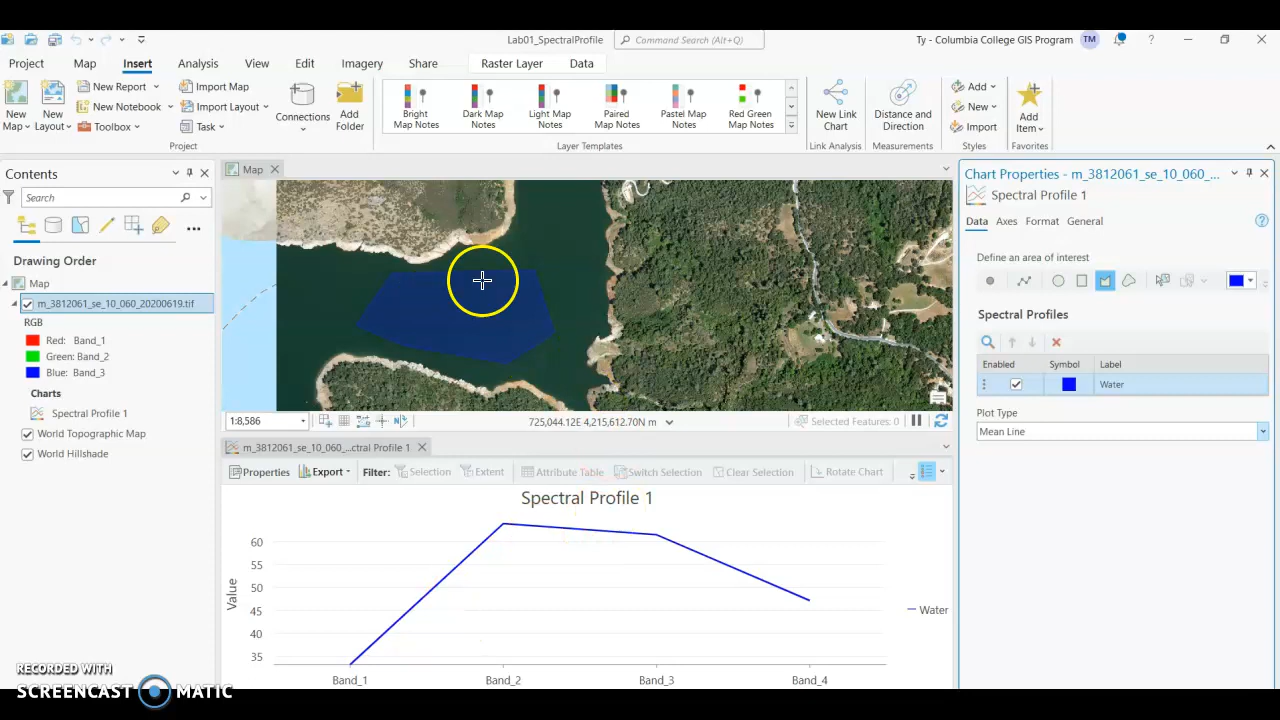 Lab01_SpectralProfile
Command Search (Alt+Q)
Ty - Columbia College GIS Program
TM
?
Project Map Insert Analysis View Edit Imagery Share Raster Layer Data
New Map
New Layout
New Report
New Notebook
Toolbox
Import Map
Import Layout
Task
Connections
Add Folder
Project
Bright Map Notes
Dark Map Notes
Light Map Notes
Paired Map Notes
Pastel Map Notes
Red Green Map Notes
Layer Templates
New Link Chart
Link Analysis
Distance and Direction
Measurements
Add
New
Import
Styles
Add Item
Favorites
Contents
Search
Drawing Order
Map
m_3812061_se_10_060_20200619.tif
RGB
Red: Band_1
Green: Band_2
Blue: Band_3
Charts
Spectral Profile 1
World Topographic Map
World Hillshade
Map
1:8,586
725,044.12E 4,215,612.70N m
Selected Features: 0
m_3812061_se_10_060_...ctral Profile 1
Properties Export Filter: Selection Extent Attribute Table Switch Selection Clear Selection Rotate Chart
Spectral Profile 1
Value
60
55
50
45
40
35
Band_1 Band_2 Band_3 Band_4
Water
Chart Properties - m_3812061_se_10_060_...
Spectral Profile 1
Data Axes Format General
?
Define an area of interest
Spectral Profiles
Enabled Symbol Label
Water
Plot Type
Mean Line
RECORDED WITH
SCREENCAST MATIC